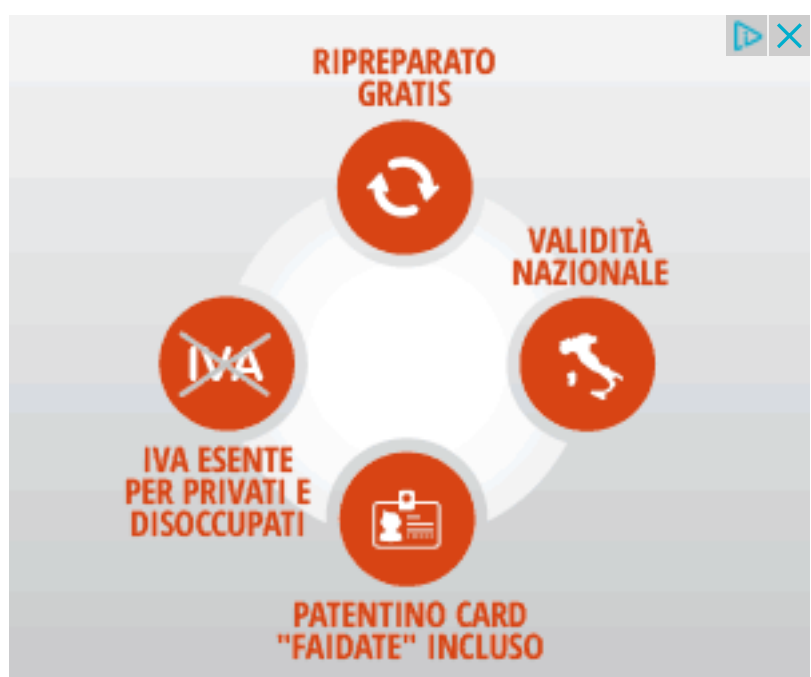 RIPREPARATO
GRATIS
VALIDITÀ
NAZIONALE
IVA
IVA ESENTE
PER PRIVATI E
DISOCCUPATI
PATENTINO CARD
"FAIDATE" INCLUSO